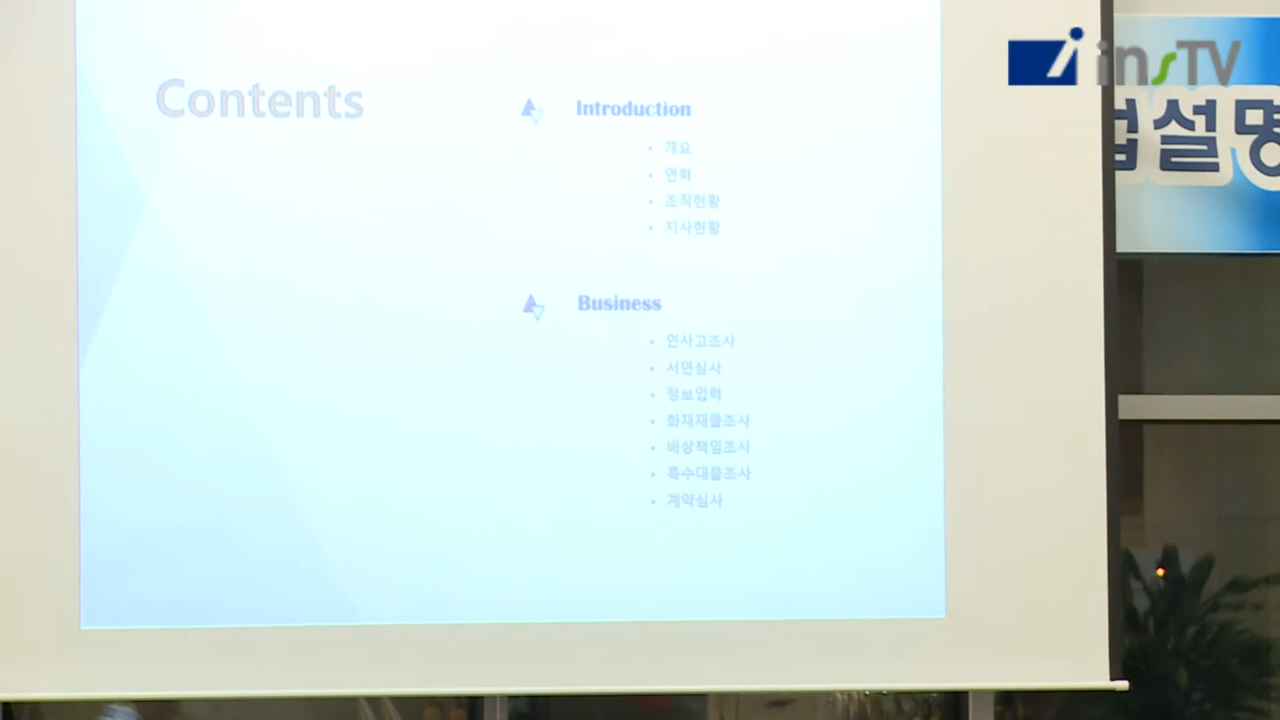 Contents
Introduction
• 개요
• 연혁
• 조직현황
• 지사현황
Business
• 인사고조사
• 서면심사
• 정보입력
• 화재재물조사
• 배상책임조사
• 특수대물조사
• 계약심사
insTV
업설명